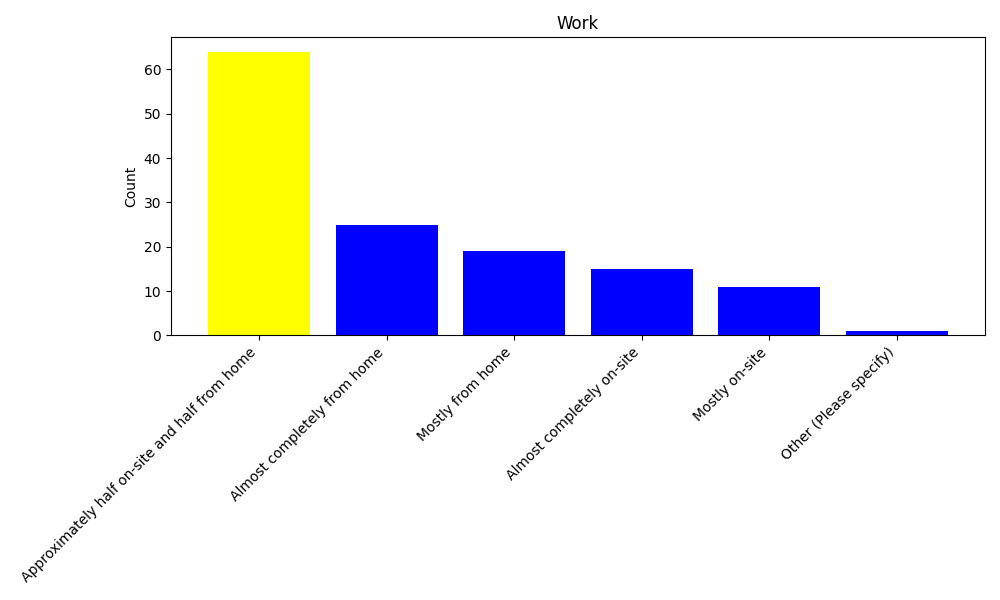 Work
Count
60
50
40
30
20
10
0
Approximately half on-site and half from home
Almost completely from home
Mostly from home
Almost completely on-site
Mostly on-site
Other (Please specify)